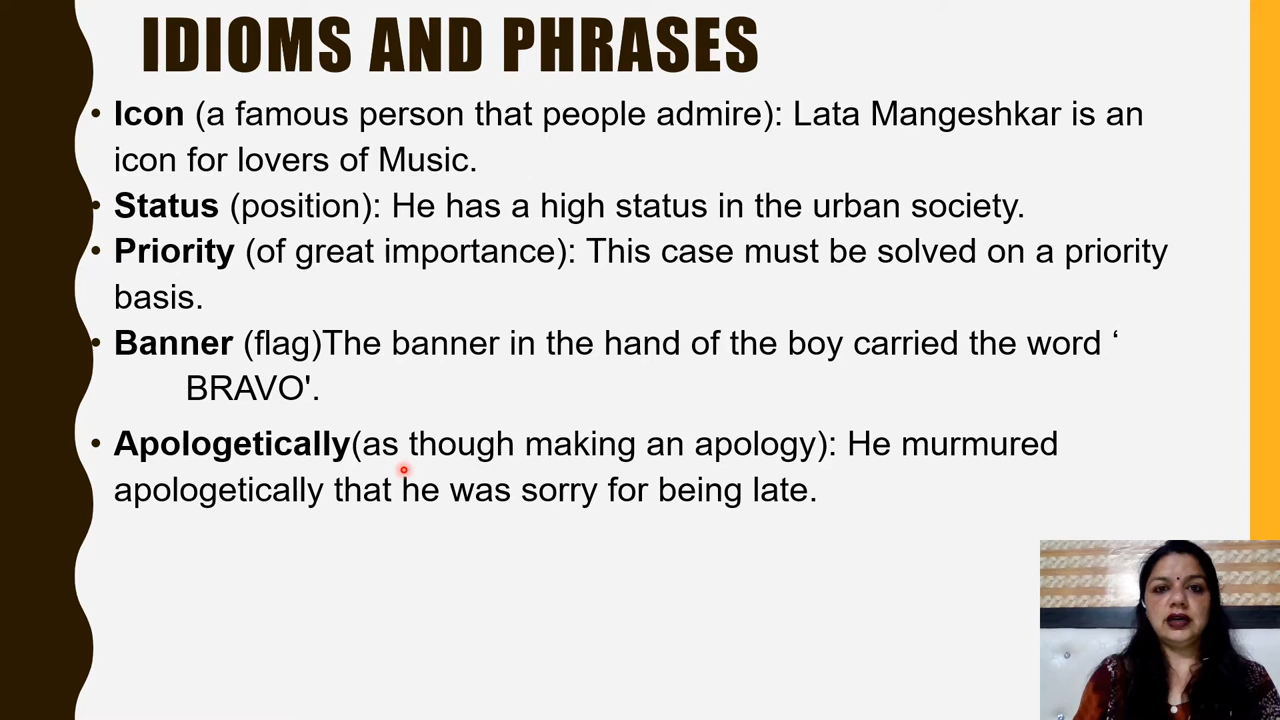 IDIOMS AND PHRASES
• Icon (a famous person that people admire): Lata Mangeshkar is an
icon for lovers of Music.
• Status (position): He has a high status in the urban society.
• Priority (of great importance): This case must be solved on a priority
basis.
• Banner (flag)The banner in the hand of the boy carried the word ‘
BRAVO'.
• Apologetically(as though making an apology): He murmured
apologetically that he was sorry for being late.